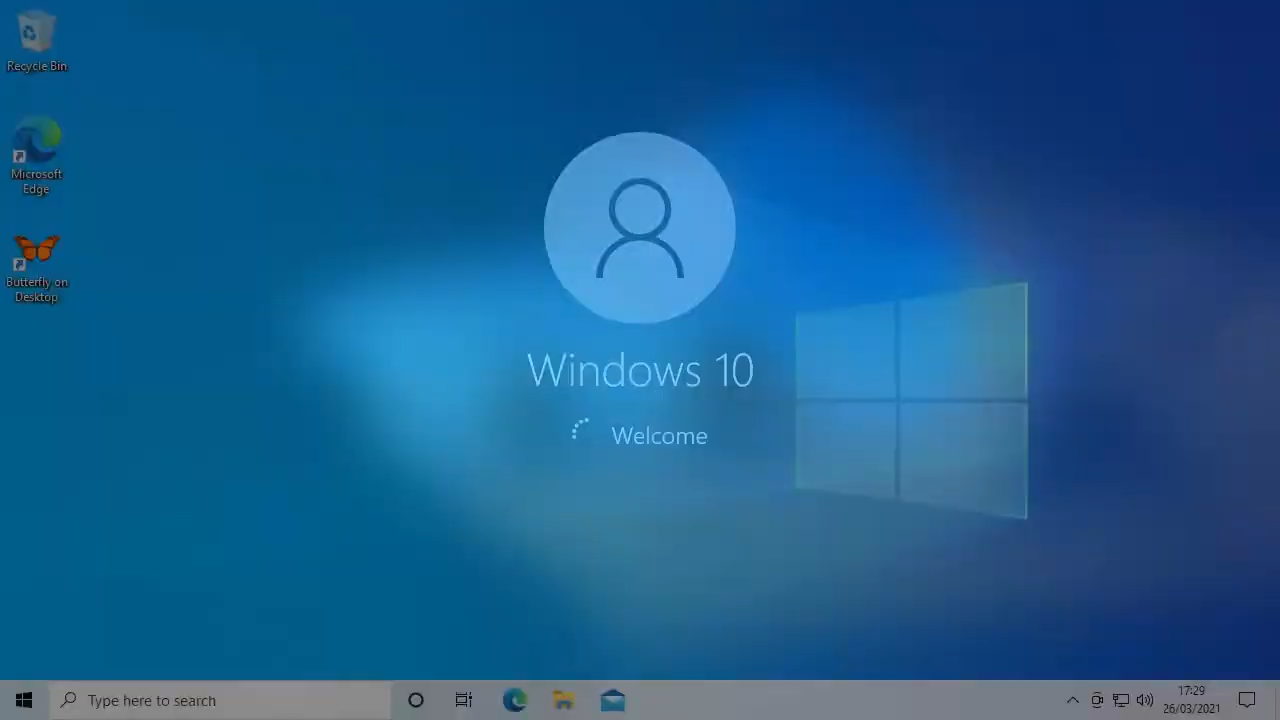 Recycle Bin
Microsoft
Edge
Butterfly on
Desktop
Windows 10
Welcome
Type here to search
17:29
26/03/2021